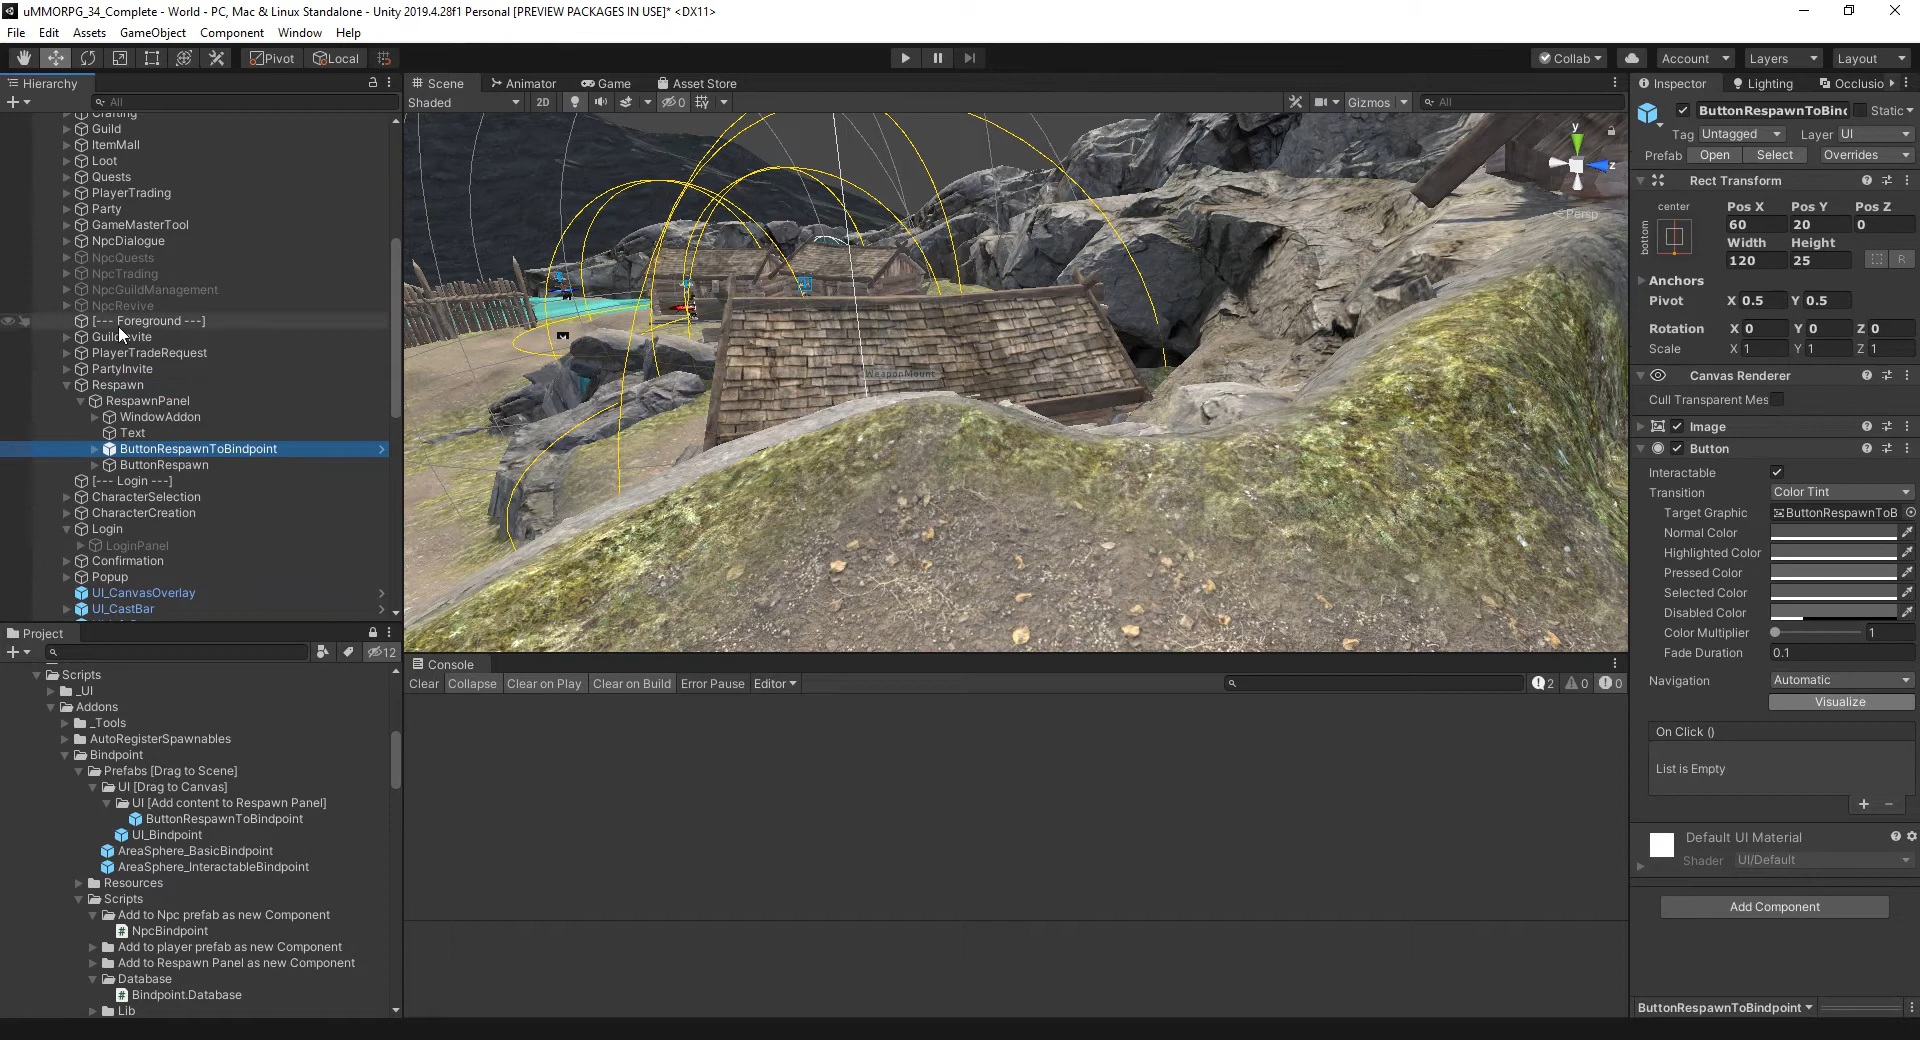 uMMORPG_34_Complete - World - PC, Mac & Linux Standalone - Unity 2019.4.28f1 Personal [PREVIEW PACKAGES IN USE]* <DX11>
File Edit Assets GameObject Component Window Help
Pivot Local Collab Account Layers Layout
Hierarchy
All
Crafting
Guild
ItemMall
Loot
Quests
PlayerTrading
Party
GameMasterTool
NpcDialogue
NpcQuests
NpcTrading
NpcGuildManagement
NpcRevive
[--- Foreground ---]
GuildInvite
PlayerTradeRequest
PartyInvite
Respawn
RespawnPanel
WindowAddon
Text
ButtonRespawnToBindpoint
ButtonRespawn
[--- Login ---]
CharacterSelection
CharacterCreation
Login
LoginPanel
Confirmation
Popup
UI_CanvasOverlay
UI_CastBar
Project
12
Scripts
_UI
Addons
_Tools
AutoRegisterSpawnables
Bindpoint
Prefabs [Drag to Scene]
UI [Drag to Canvas]
UI [Add content to Respawn Panel]
ButtonRespawnToBindpoint
UI_Bindpoint
AreaSphere_BasicBindpoint
AreaSphere_InteractableBindpoint
Resources
Scripts
Add to Npc prefab as new Component
NpcBindpoint
Add to player prefab as new Component
Add to Respawn Panel as new Component
Database
Bindpoint.Database
Lib
Scene Animator Game Asset Store
Shaded 2D 0 Gizmos All
y
z
Persp
WeaponMount
Console
Clear Collapse Clear on Play Clear on Build Error Pause Editor 2 0 0
Inspector Lighting Occlusio
ButtonRespawnToBind Static
Tag Untagged Layer UI
Prefab Open Select Overrides
Rect Transform
center
bottom
Pos X Pos Y Pos Z
60 20 0
Width Height
120 25 R
Anchors
Pivot X 0.5 Y 0.5
Rotation X 0 Y 0 Z 0
Scale X 1 Y 1 Z 1
Canvas Renderer
Cull Transparent Mes
Image
Button
Interactable
Transition Color Tint
Target Graphic ButtonRespawnToB
Normal Color
Highlighted Color
Pressed Color
Selected Color
Disabled Color
Color Multiplier 1
Fade Duration 0.1
Navigation Automatic
Visualize
On Click ()
List is Empty
Default UI Material
Shader UI/Default
Add Component
ButtonRespawnToBindpoint